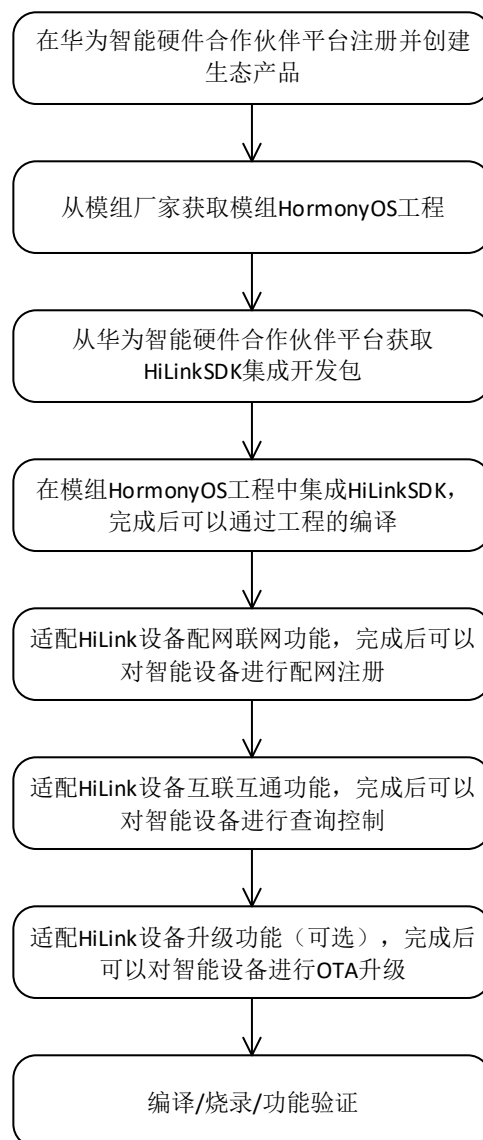 在华为智能硬件合作伙伴平台注册并创建
生态产品
从模组厂家获取模组HormonyOS工程
从华为智能硬件合作伙伴平台获取
HiLinkSDK集成开发包
在模组HormonyOS工程中集成HiLinkSDK，
完成后可以通过工程的编译
适配HiLink设备配网联网功能，完成后可以
对智能设备进行配网注册
适配HiLink设备互联互通功能，完成后可以
对智能设备进行查询控制
适配HiLink设备升级功能（可选），完成后
可以对智能设备进行OTA升级
编译/烧录/功能验证